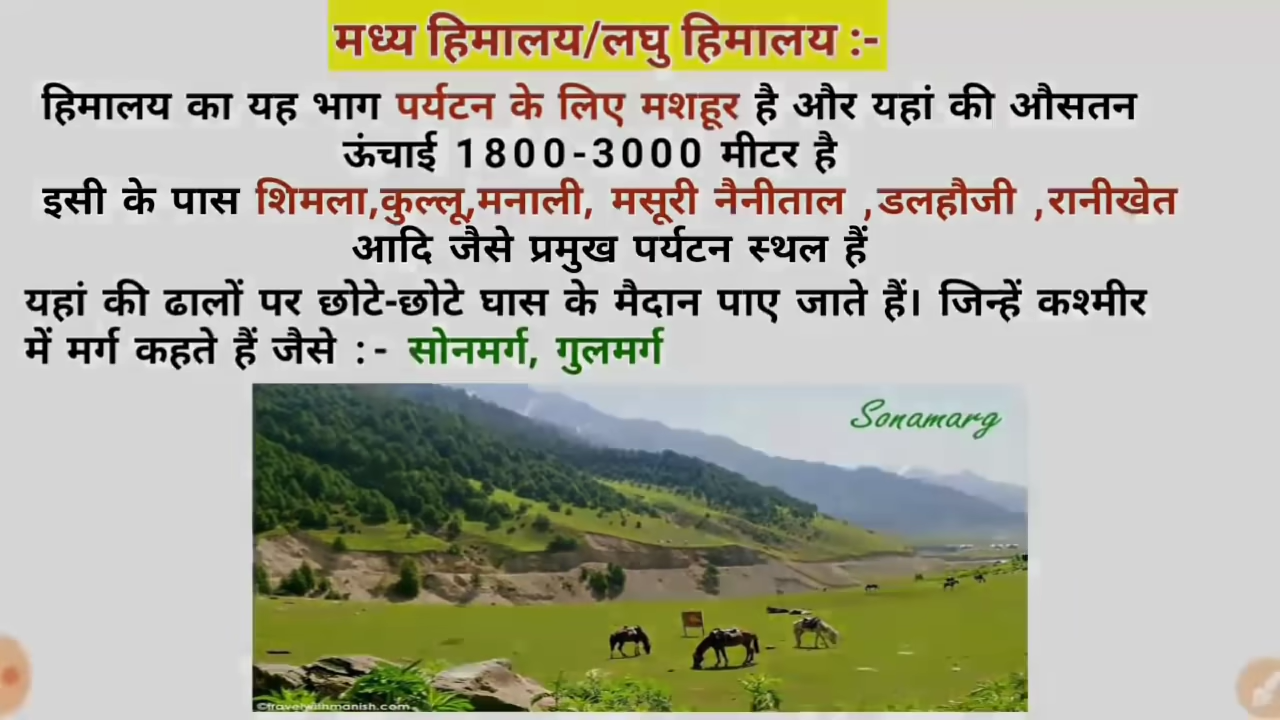 मध्य हिमालय/लघु हिमालय :-
हिमालय का यह भाग पर्यटन के लिए मशहूर है और यहां की औसतन
ऊंचाई 1800-3000 मीटर है
इसी के पास शिमला,कुल्लू,मनाली, मसूरी नैनीताल ,डलहौजी ,रानीखेत
आदि जैसे प्रमुख पर्यटन स्थल हैं
यहां की ढालों पर छोटे-छोटे घास के मैदान पाए जाते हैं। जिन्हें कश्मीर
में मर्ग कहते हैं जैसे :- सोनमर्ग, गुलमर्ग
Sonamarg
©travelwithmanish.com